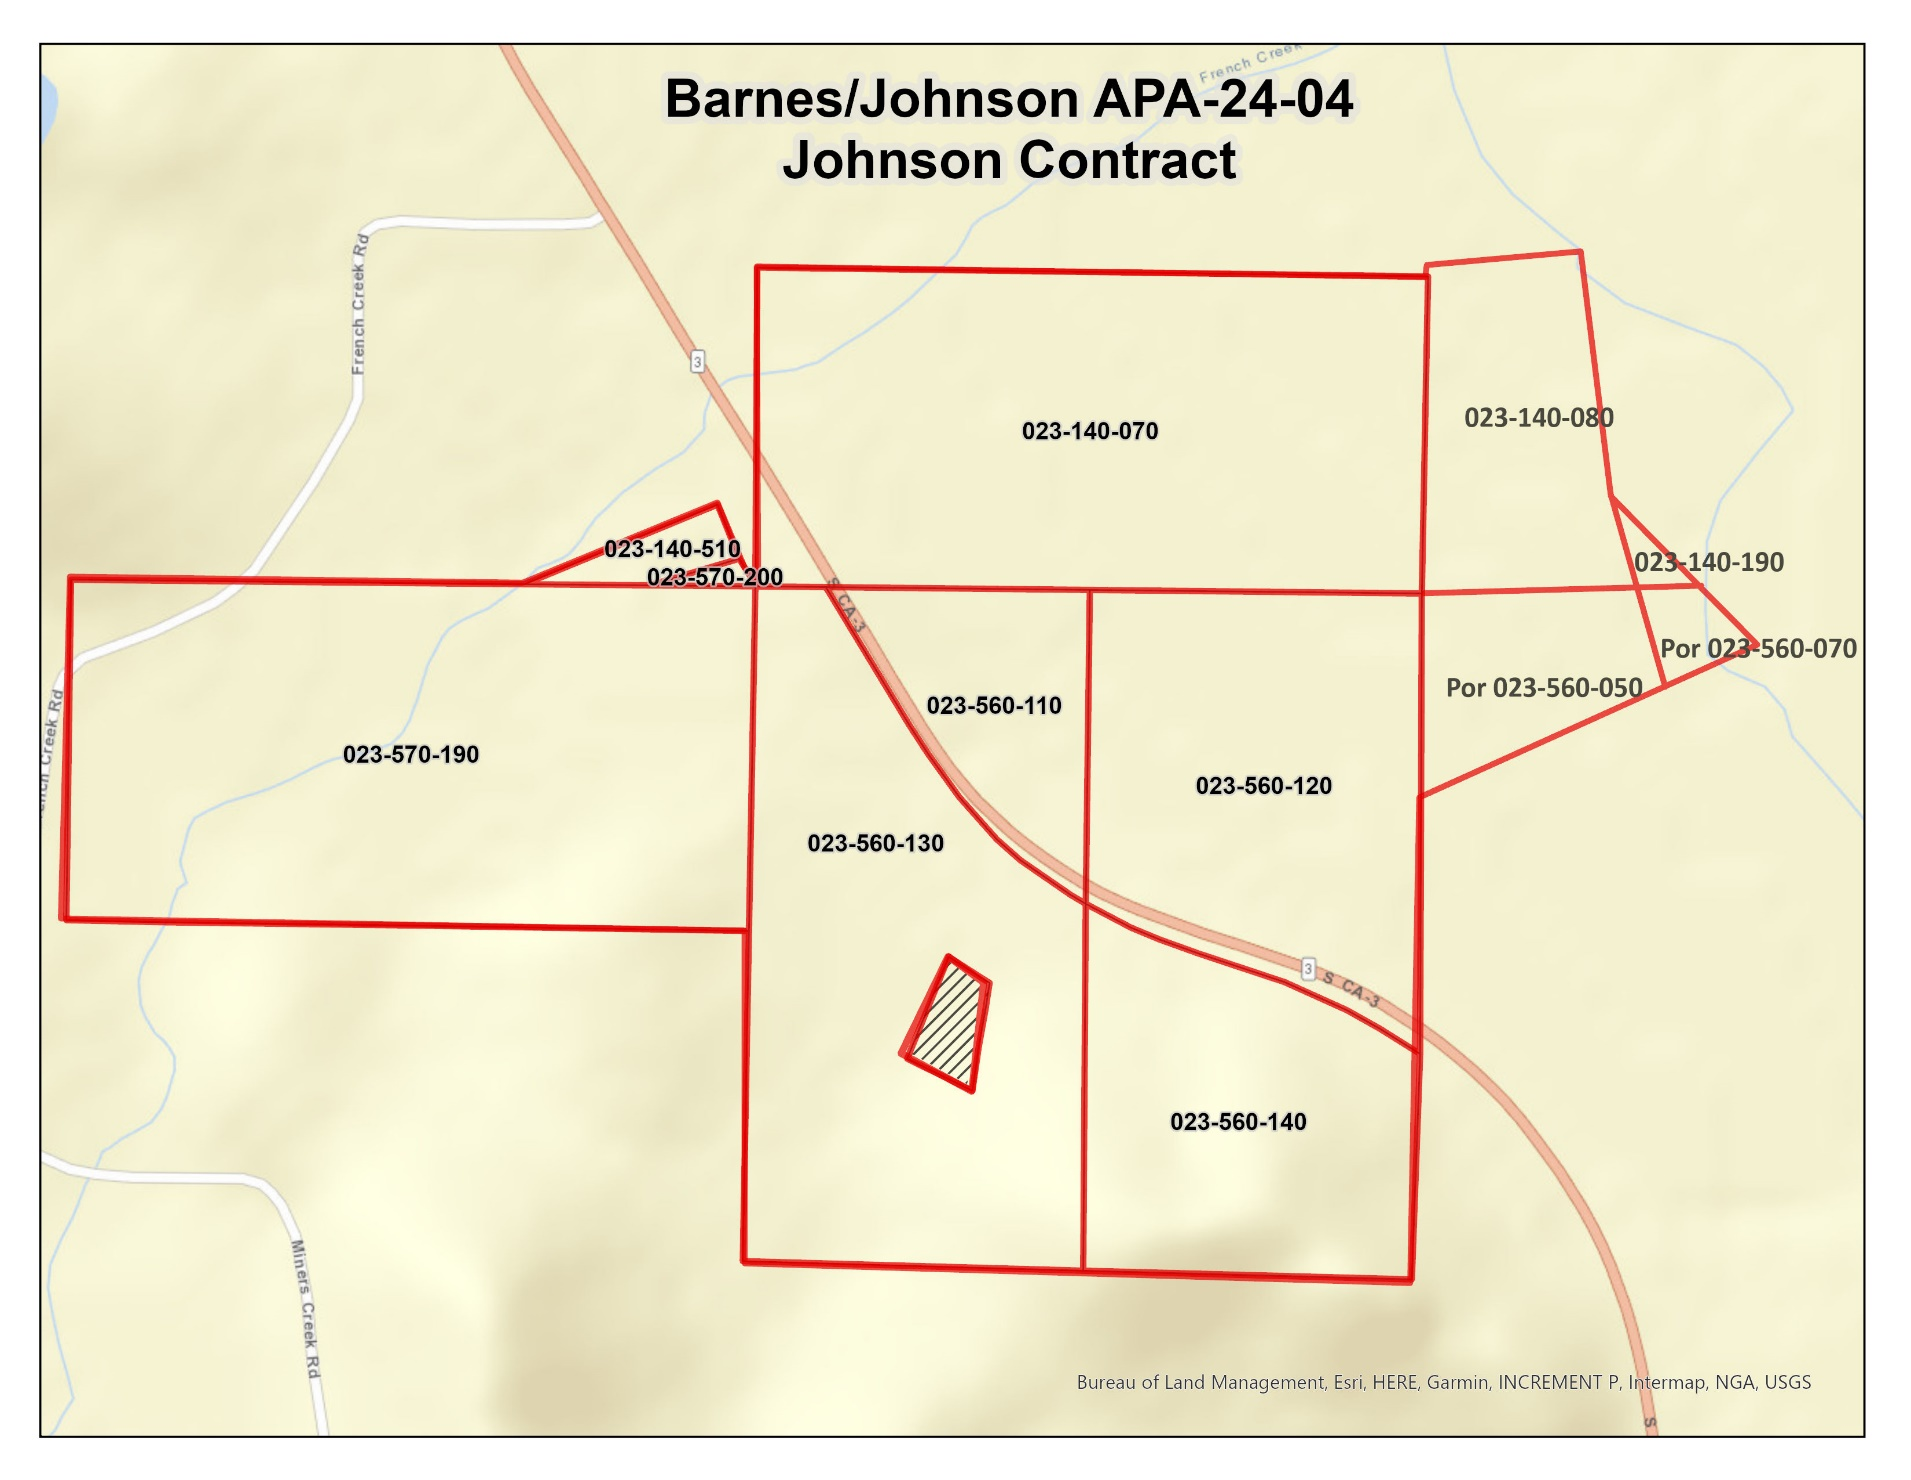 French Creek
Barnes/Johnson APA-24-04
Johnson Contract
French Creek Rd
3
023-140-070
023-140-080
023-140-510
023-570-200
023-140-190
S CA-3
Por 023-560-070
Por 023-560-050
023-560-110
French Creek Rd
023-570-190
023-560-120
023-560-130
3
S CA-3
023-560-140
Miners Creek Rd
Bureau of Land Management, Esri, HERE, Garmin, INCREMENT P, Intermap, NGA, USGS
S